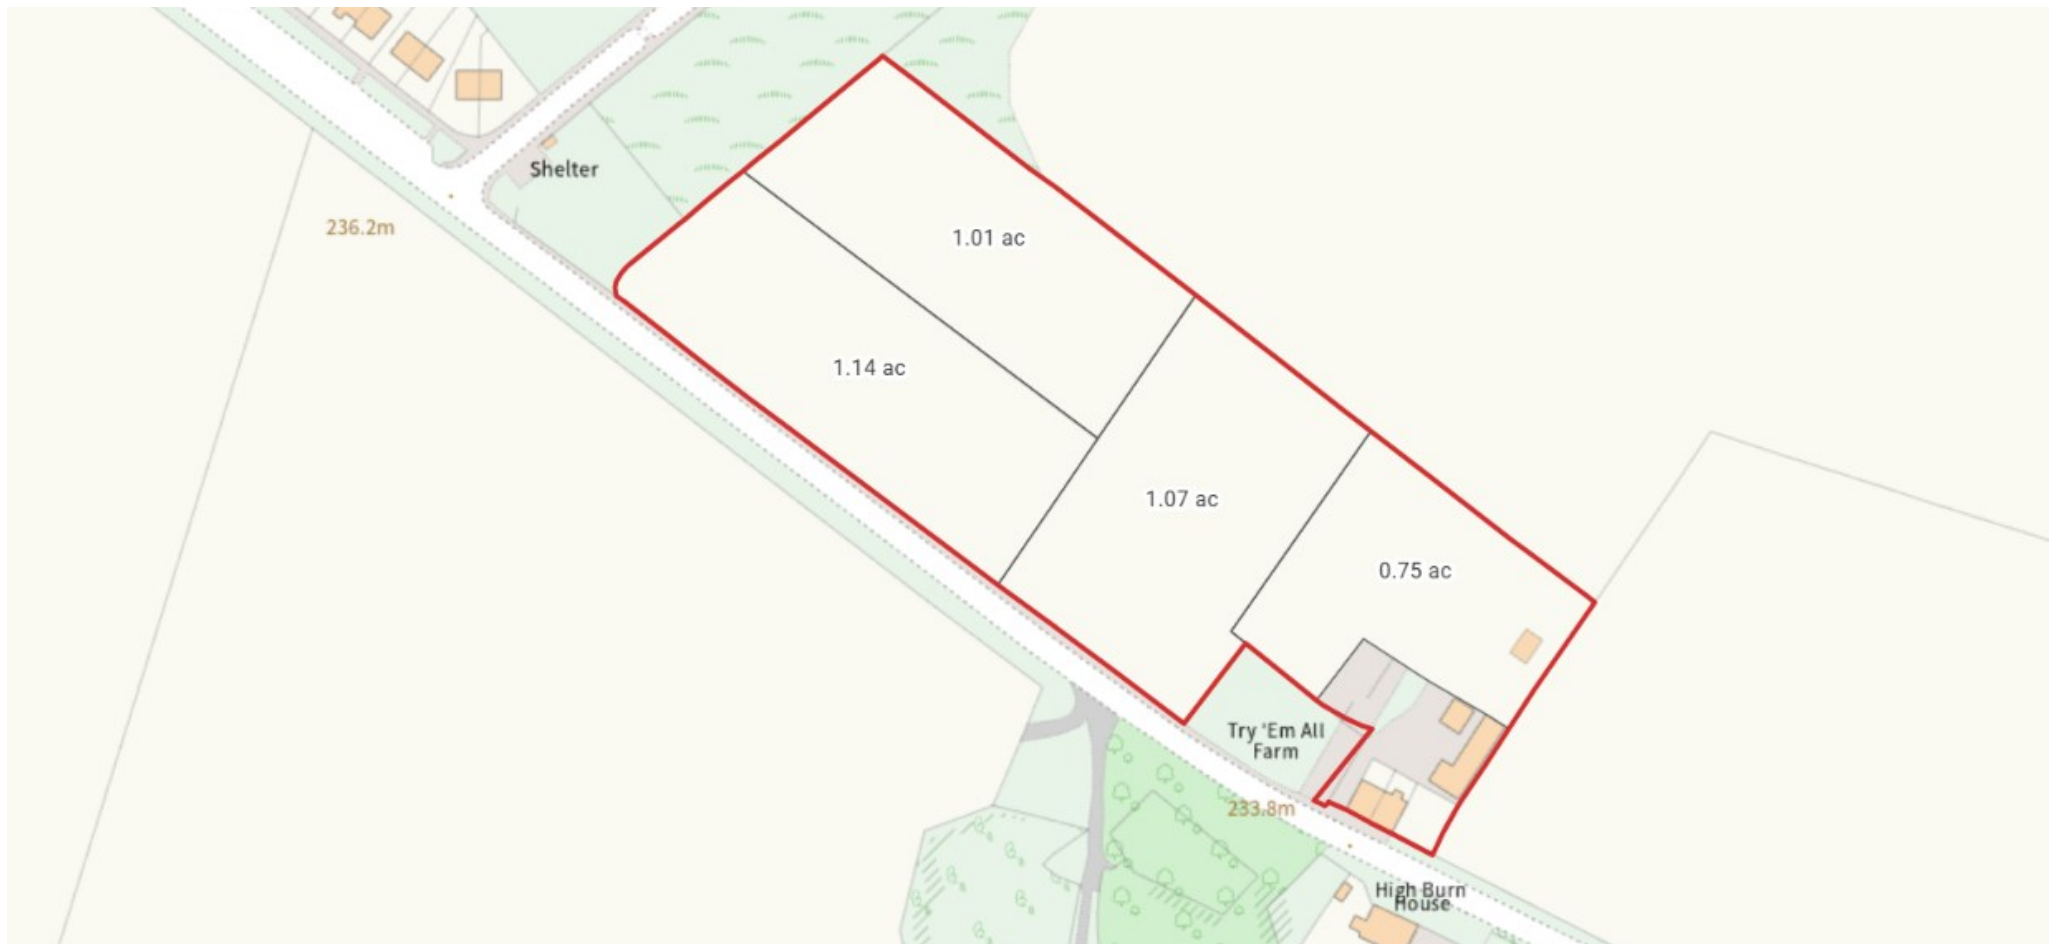 Shelter
236.2m
1.01 ac
1.14 ac
1.07 ac
0.75 ac
Try 'Em All
Farm
233.8m
High Burn
House